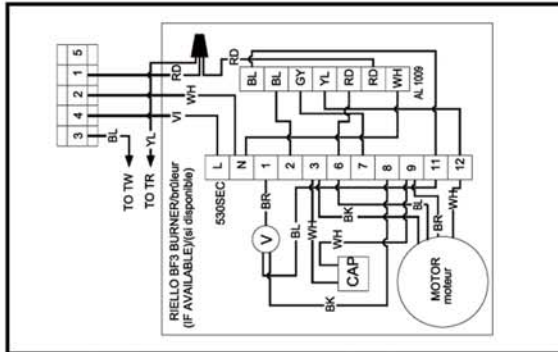 5
1
2
4
3
RD
WH
VI
BL
YL
TO TW
TO TR
RD
RIELLO BF3 BURNER/brûleur
(IF AVAILABLE)/(si disponible)
530SEC
BL
BL
GY
YL
RD
RD
WH
AL 1009
L
N
1
2
3
6
7
8
9
11
12
BR
V
BL
WH
WH
BK
BK
BL
BR
WH
CAP
MOTOR
moteur